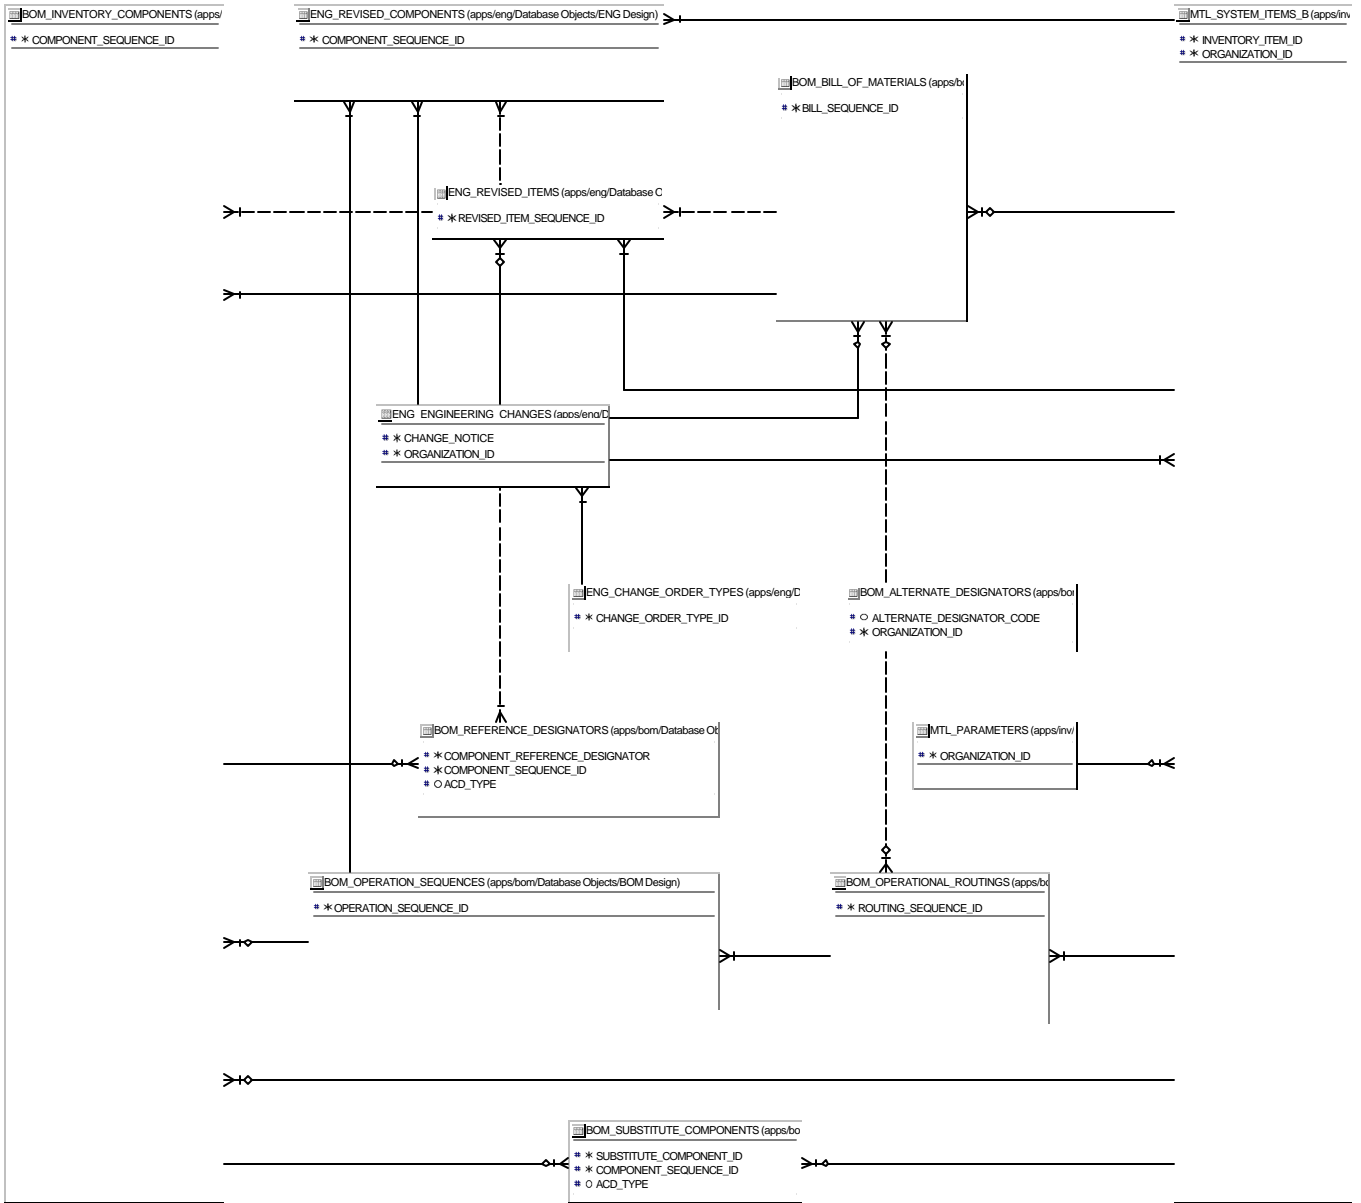 BOM_INVENTORY_COMPONENTS (apps/
# * COMPONENT_SEQUENCE_ID
ENG_REVISED_COMPONENTS (apps/eng/Database Objects/ENG Design)
# * COMPONENT_SEQUENCE_ID
MTL_SYSTEM_ITEMS_B (apps/inv
# * INVENTORY_ITEM_ID
# * ORGANIZATION_ID
BOM_BILL_OF_MATERIALS (apps/bo
# * BILL_SEQUENCE_ID
ENG_REVISED_ITEMS (apps/eng/Database O
# * REVISED_ITEM_SEQUENCE_ID
ENG_ENGINEERING_CHANGES (apps/eng/D
# * CHANGE_NOTICE
# * ORGANIZATION_ID
ENG_CHANGE_ORDER_TYPES (apps/eng/D
# * CHANGE_ORDER_TYPE_ID
BOM_ALTERNATE_DESIGNATORS (apps/bor
# O ALTERNATE_DESIGNATOR_CODE
# * ORGANIZATION_ID
BOM_REFERENCE_DESIGNATORS (apps/bom/Database Ob
# * COMPONENT_REFERENCE_DESIGNATOR
# * COMPONENT_SEQUENCE_ID
# O ACD_TYPE
MTL_PARAMETERS (apps/inv/
# * ORGANIZATION_ID
BOM_OPERATION_SEQUENCES (apps/bom/Database Objects/BOM Design)
# * OPERATION_SEQUENCE_ID
BOM_OPERATIONAL_ROUTINGS (apps/bo
# * ROUTING_SEQUENCE_ID
BOM_SUBSTITUTE_COMPONENTS (apps/bo
# * SUBSTITUTE_COMPONENT_ID
# * COMPONENT_SEQUENCE_ID
# O ACD_TYPE